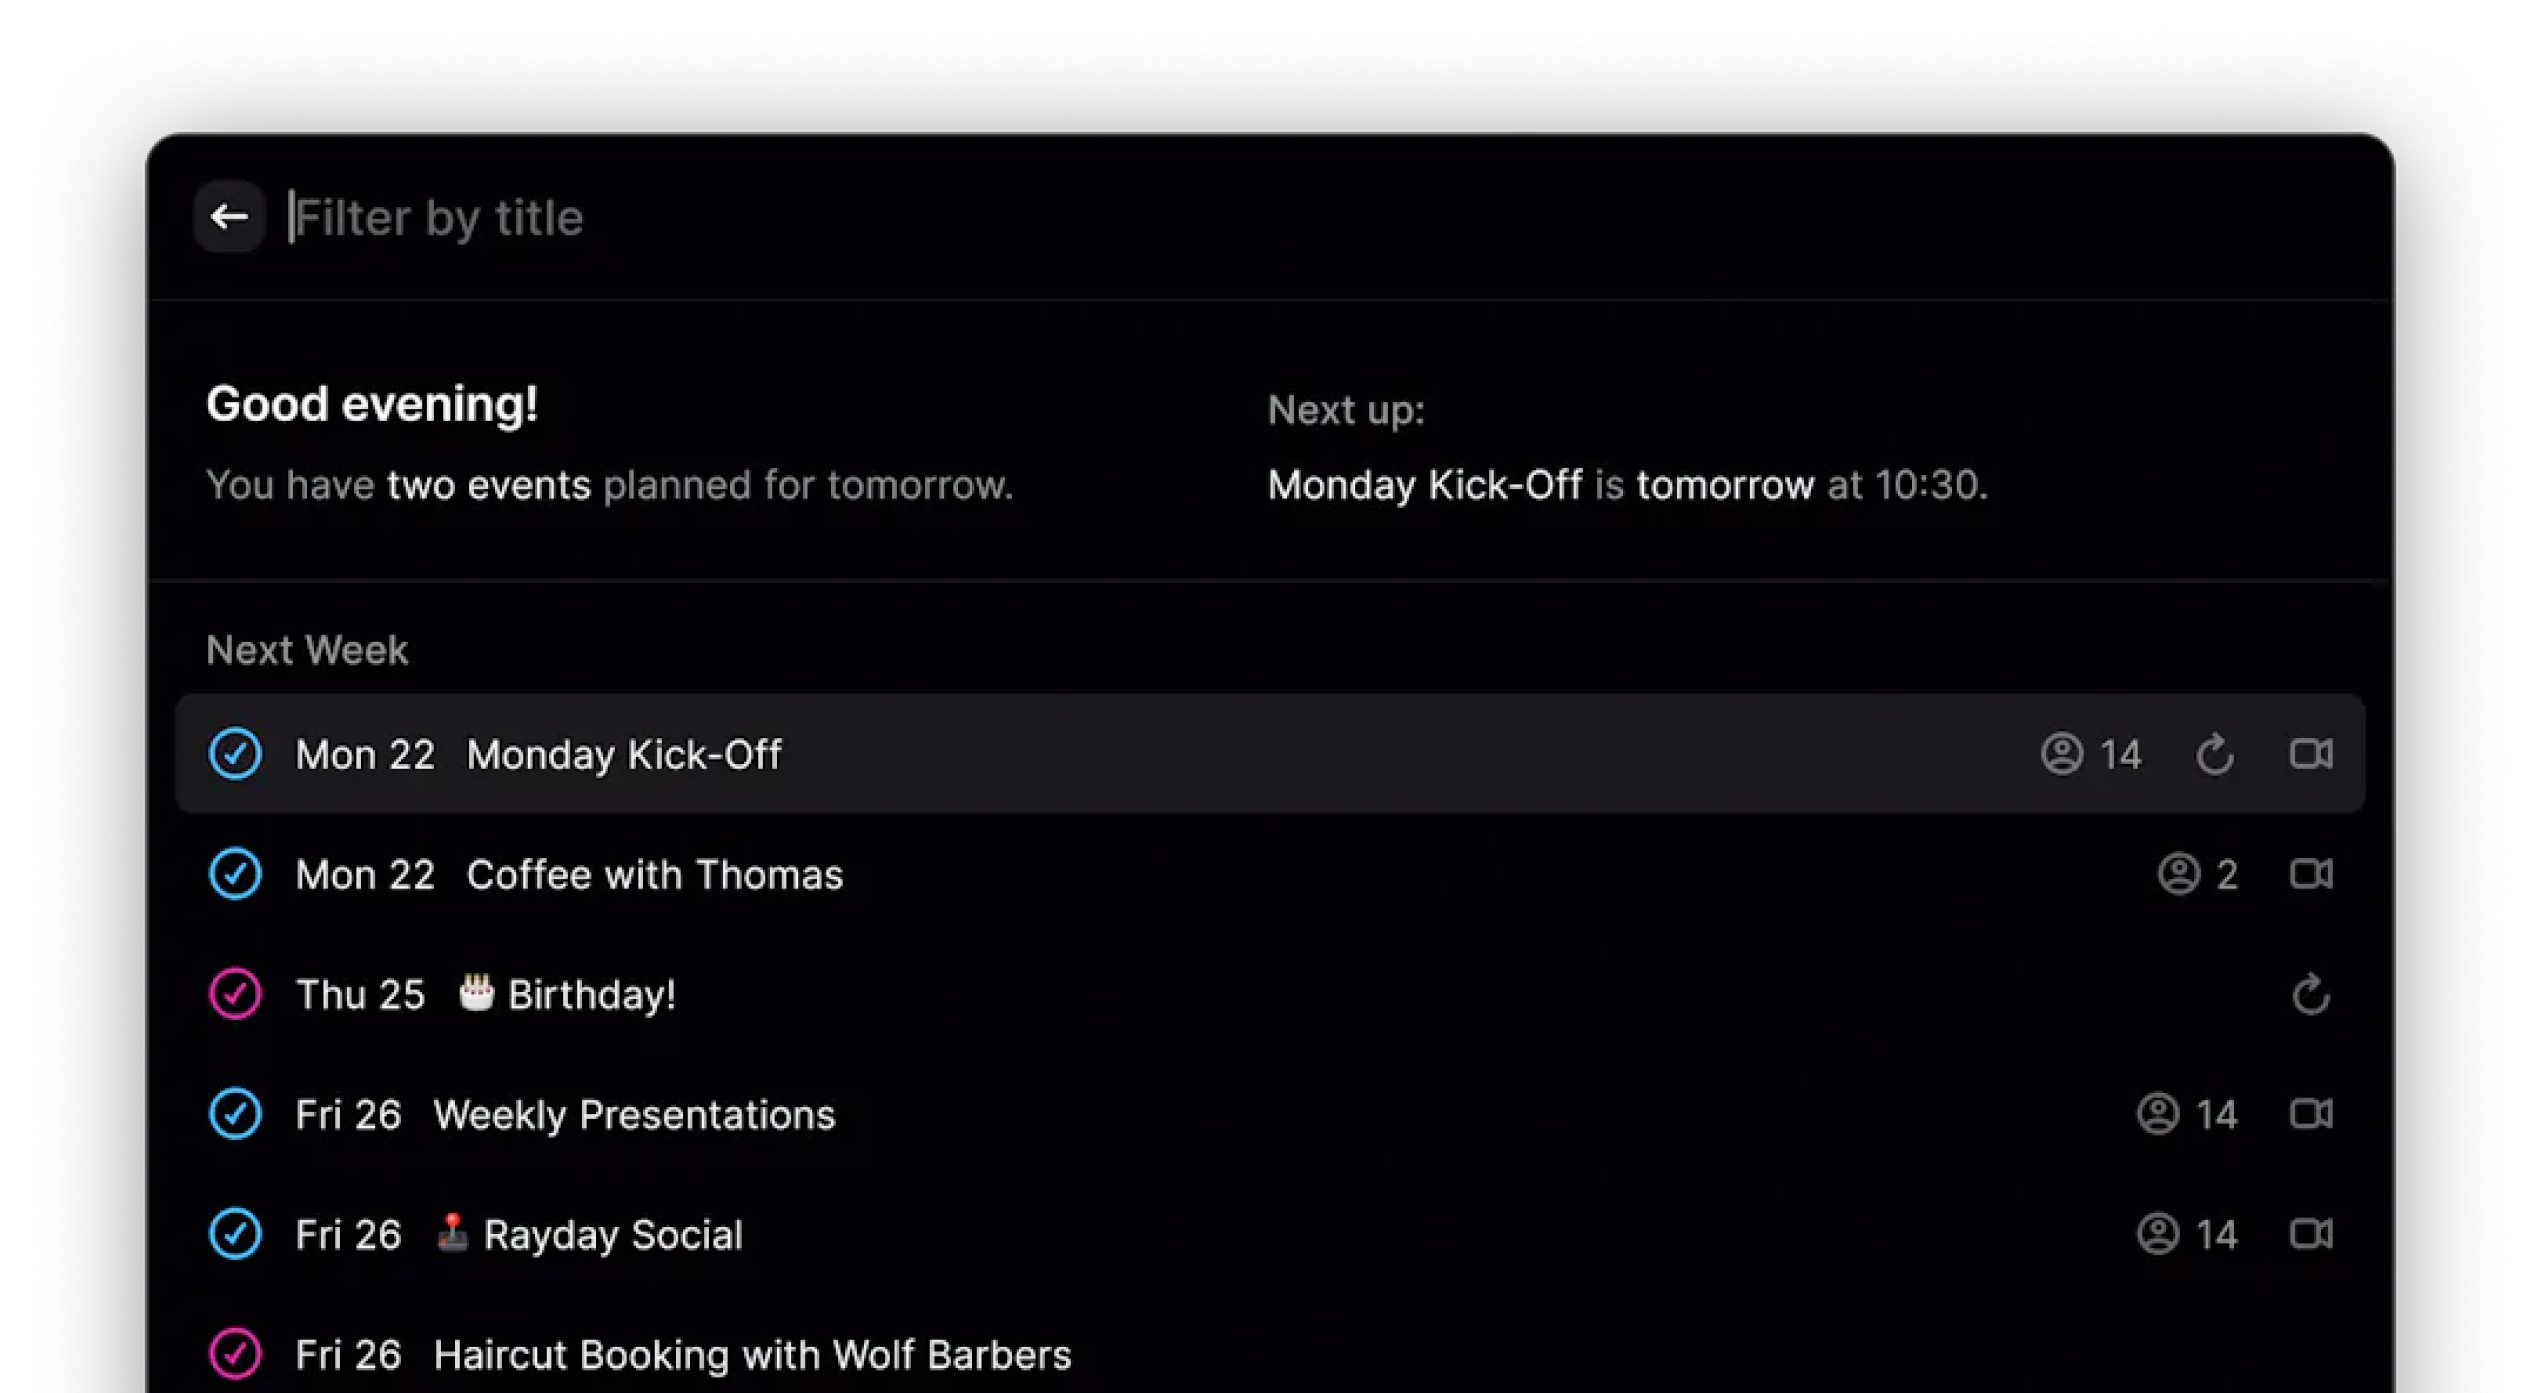 Filter by title
Good evening!
You have two events planned for tomorrow.
Next up:
Monday Kick-Off is tomorrow at 10:30.
Next Week
Mon 22 Monday Kick-Off 14
Mon 22 Coffee with Thomas 2
Thu 25 🎂 Birthday!
Fri 26 Weekly Presentations 14
Fri 26 🕹️ Rayday Social 14
Fri 26 Haircut Booking with Wolf Barbers